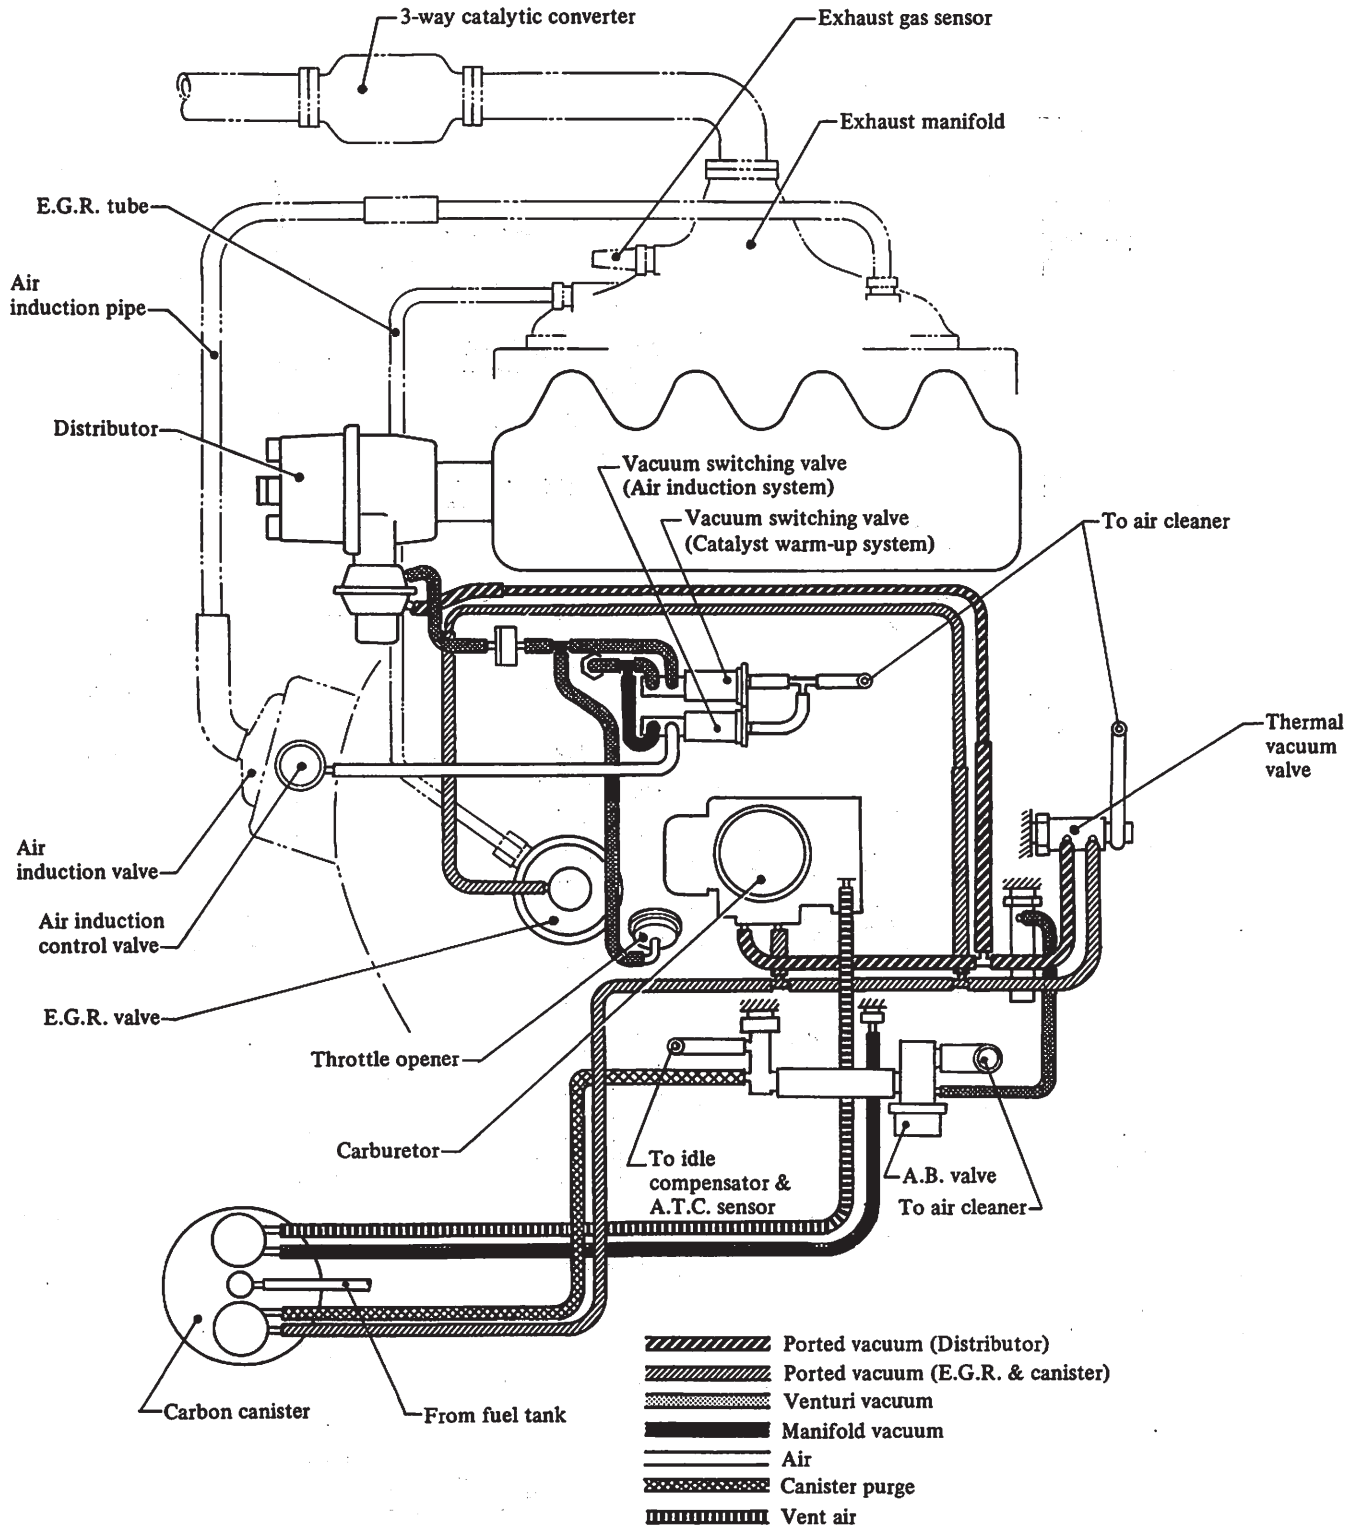 3-way catalytic converter
Exhaust gas sensor
Exhaust manifold
E.G.R. tube
Air
induction pipe
Distributor
Vacuum switching valve
(Air induction system)
Vacuum switching valve
(Catalyst warm-up system)
To air cleaner
Thermal
vacuum
valve
Air
induction valve
Air induction
control valve
E.G.R. valve
Throttle opener
Carburetor
To idle
compensator &
A.T.C. sensor
A.B. valve
To air cleaner
Carbon canister
From fuel tank
Ported vacuum (Distributor)
Ported vacuum (E.G.R. & canister)
Venturi vacuum
Manifold vacuum
Air
Canister purge
Vent air